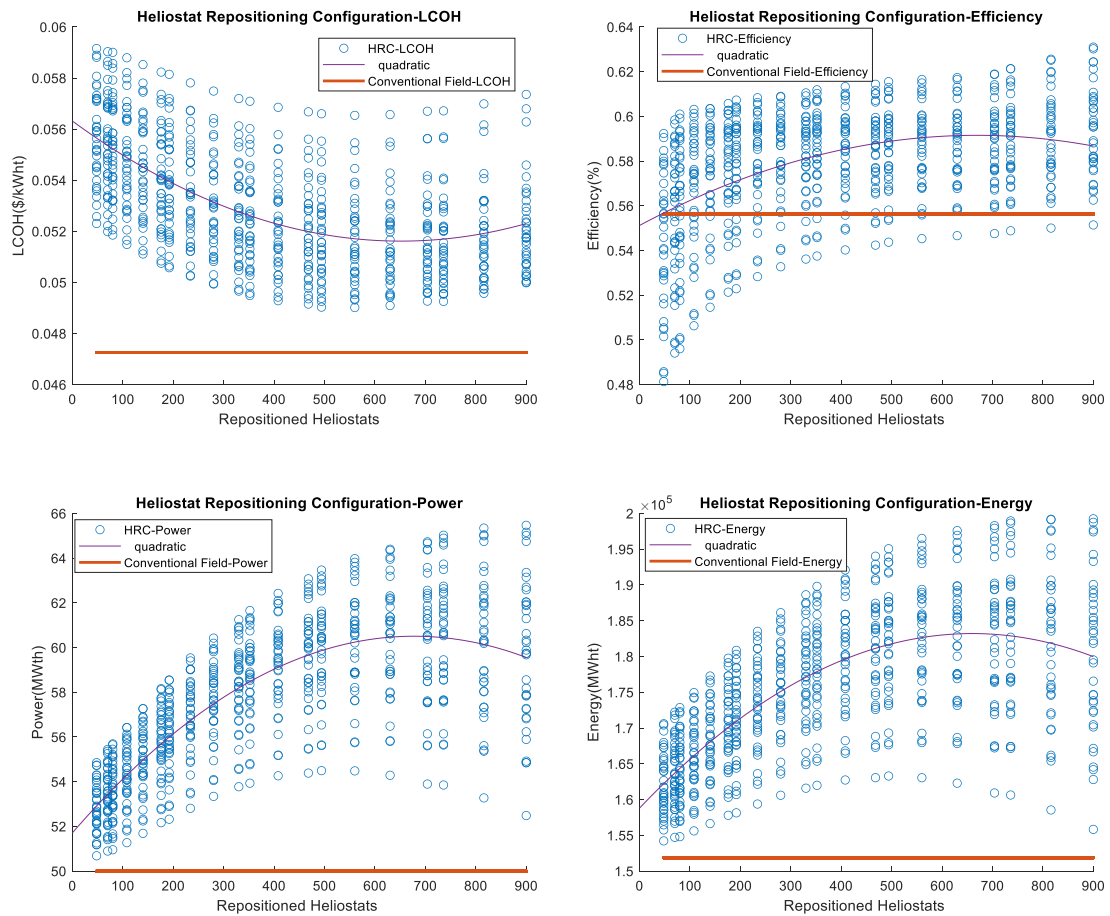 Heliostat Repositioning Configuration-LCOH
0.06
0.058
0.056
0.054
0.052
0.05
0.048
0.046
LCOH($/kWht)
HRC-LCOH
quadratic
Conventional Field-LCOH
0 100 200 300 400 500 600 700 800 900
Repositioned Heliostats
Heliostat Repositioning Configuration-Efficiency
0.64
0.62
0.6
0.58
0.56
0.54
0.52
0.5
0.48
Efficiency(%)
HRC-Efficiency
quadratic
Conventional Field-Efficiency
0 100 200 300 400 500 600 700 800 900
Repositioned Heliostats
Heliostat Repositioning Configuration-Power
66
64
62
60
58
56
54
52
50
Power(MWth)
HRC-Power
quadratic
Conventional Field-Power
0 100 200 300 400 500 600 700 800 900
Repositioned Heliostats
Heliostat Repositioning Configuration-Energy
×10⁵
2
1.95
1.9
1.85
1.8
1.75
1.7
1.65
1.6
1.55
1.5
Energy(MWht)
HRC-Energy
quadratic
Conventional Field-Energy
0 100 200 300 400 500 600 700 800 900
Repositioned Heliostats